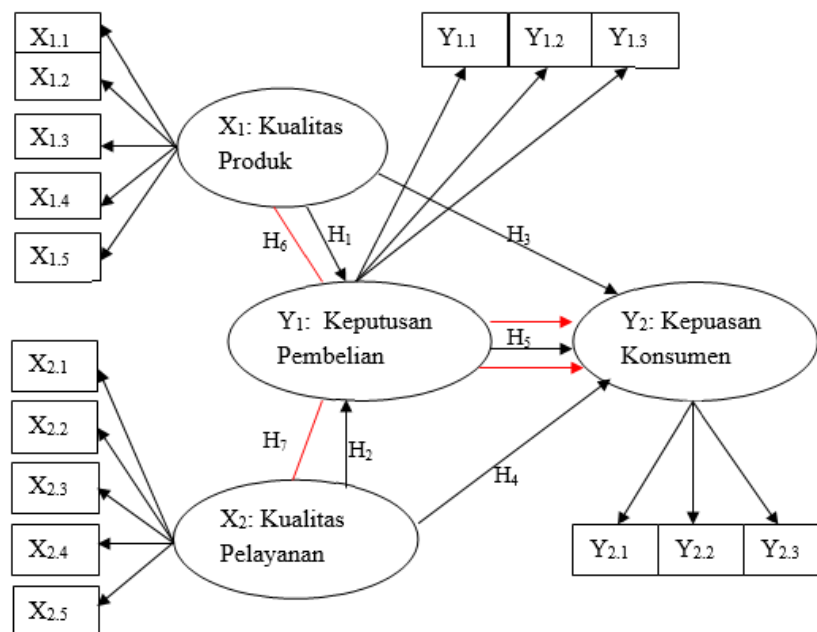 X1.1
X1.2
X1.3
X1.4
X1.5
Y1.1 Y1.2 Y1.3
X1: Kualitas
Produk
H6
H1
H3
Y1: Keputusan
Pembelian
H5
Y2: Kepuasan
Konsumen
X2.1
X2.2
X2.3
X2.4
X2.5
H7
H2
H4
X2: Kualitas
Pelayanan
Y2.1 Y2.2 Y2.3